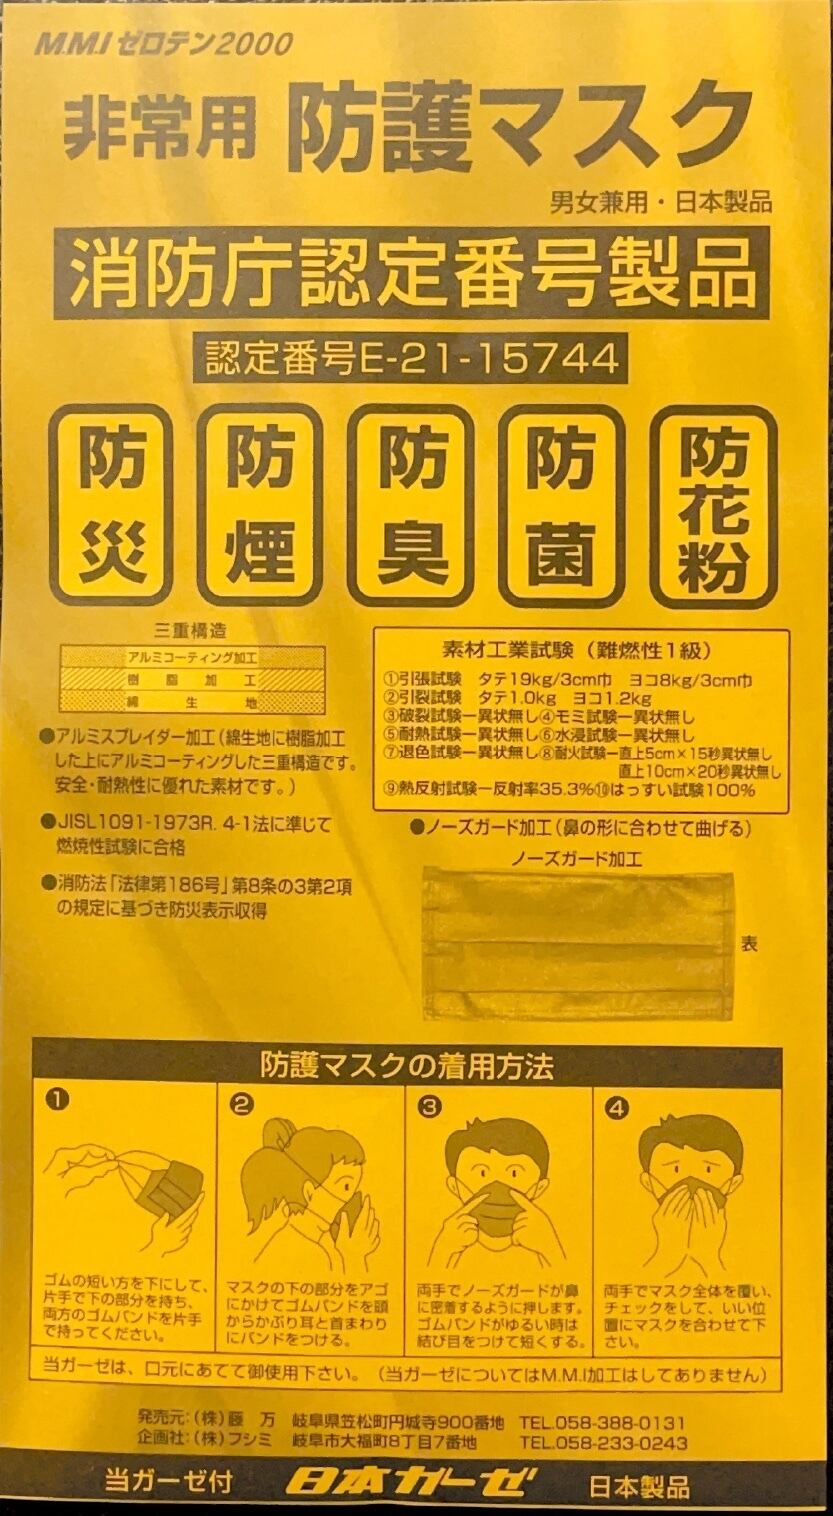 M.M.I ゼロテン2000
非常用 防護マスク
男女兼用・日本製品
消防庁認定番号製品
認定番号E-21-15744
防災
防煙
防臭
防菌
防花粉
三重構造
アルミコーティング加工
樹脂加工
綿生地
●アルミスプレイダー加工(綿生地に樹脂加工
した上にアルミコーティングした三重構造です。
安全・耐熱性に優れた素材です。)
●JISL1091-1973R. 4-1法に準じて
燃焼性試験に合格
●消防法「法律第186号」第8条の3第2項
の規定に基づき防災表示収得
素材工業試験(難燃性1級)
①引張試験 タテ19kg/3cm巾 ヨコ8kg/3cm巾
②引裂試験 タテ1.0kg ヨコ1.2kg
③破裂試験ー異状無し④モミ試験ー異状無し
⑤耐熱試験ー異状無し⑥水浸試験ー異状無し
⑦退色試験ー異状無し⑧耐火試験ー直上5cm×15秒異状無し
直上10cm×20秒異状無し
⑨熱反射試験ー反射率35.3%⑩はっすい試験100%
●ノーズガード加工(鼻の形に合わせて曲げる)
ノーズガード加工
表
防護マスクの着用方法
1
ゴムの短い方を下にして、
片手で下の部分を持ち、
両方のゴムバンドを片手
で持ってください。
2
マスクの下の部分をアゴ
にかけてゴムバンドを頭
からかぶり耳と首まわり
にバンドをつける。
3
両手でノーズガードが鼻
に密着するように押します。
ゴムバンドがゆるい時は
結び目をつけて短くする。
4
両手でマスク全体を覆い、
チェックをして、いい位
置にマスクを合わせて下
さい。
当ガーゼは、口元にあてて御使用下さい。(当ガーゼについてはM.M.I加工はしてありません)
発売元:(株)藤 万 岐阜県笠松町円城寺900番地 TEL.058-388-0131
企画社:(株)フシミ 岐阜市大福町8丁目7番地 TEL.058-233-0243
当ガーゼ付 日本ガーゼ 日本製品